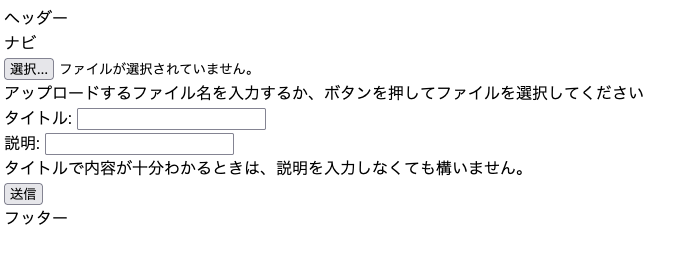 ヘッダー
ナビ
選択... ファイルが選択されていません。
アップロードするファイル名を入力するか、ボタンを押してファイルを選択してください
タイトル:
説明:
タイトルで内容が十分わかるときは、説明を入力しなくても構いません。
送信
フッター